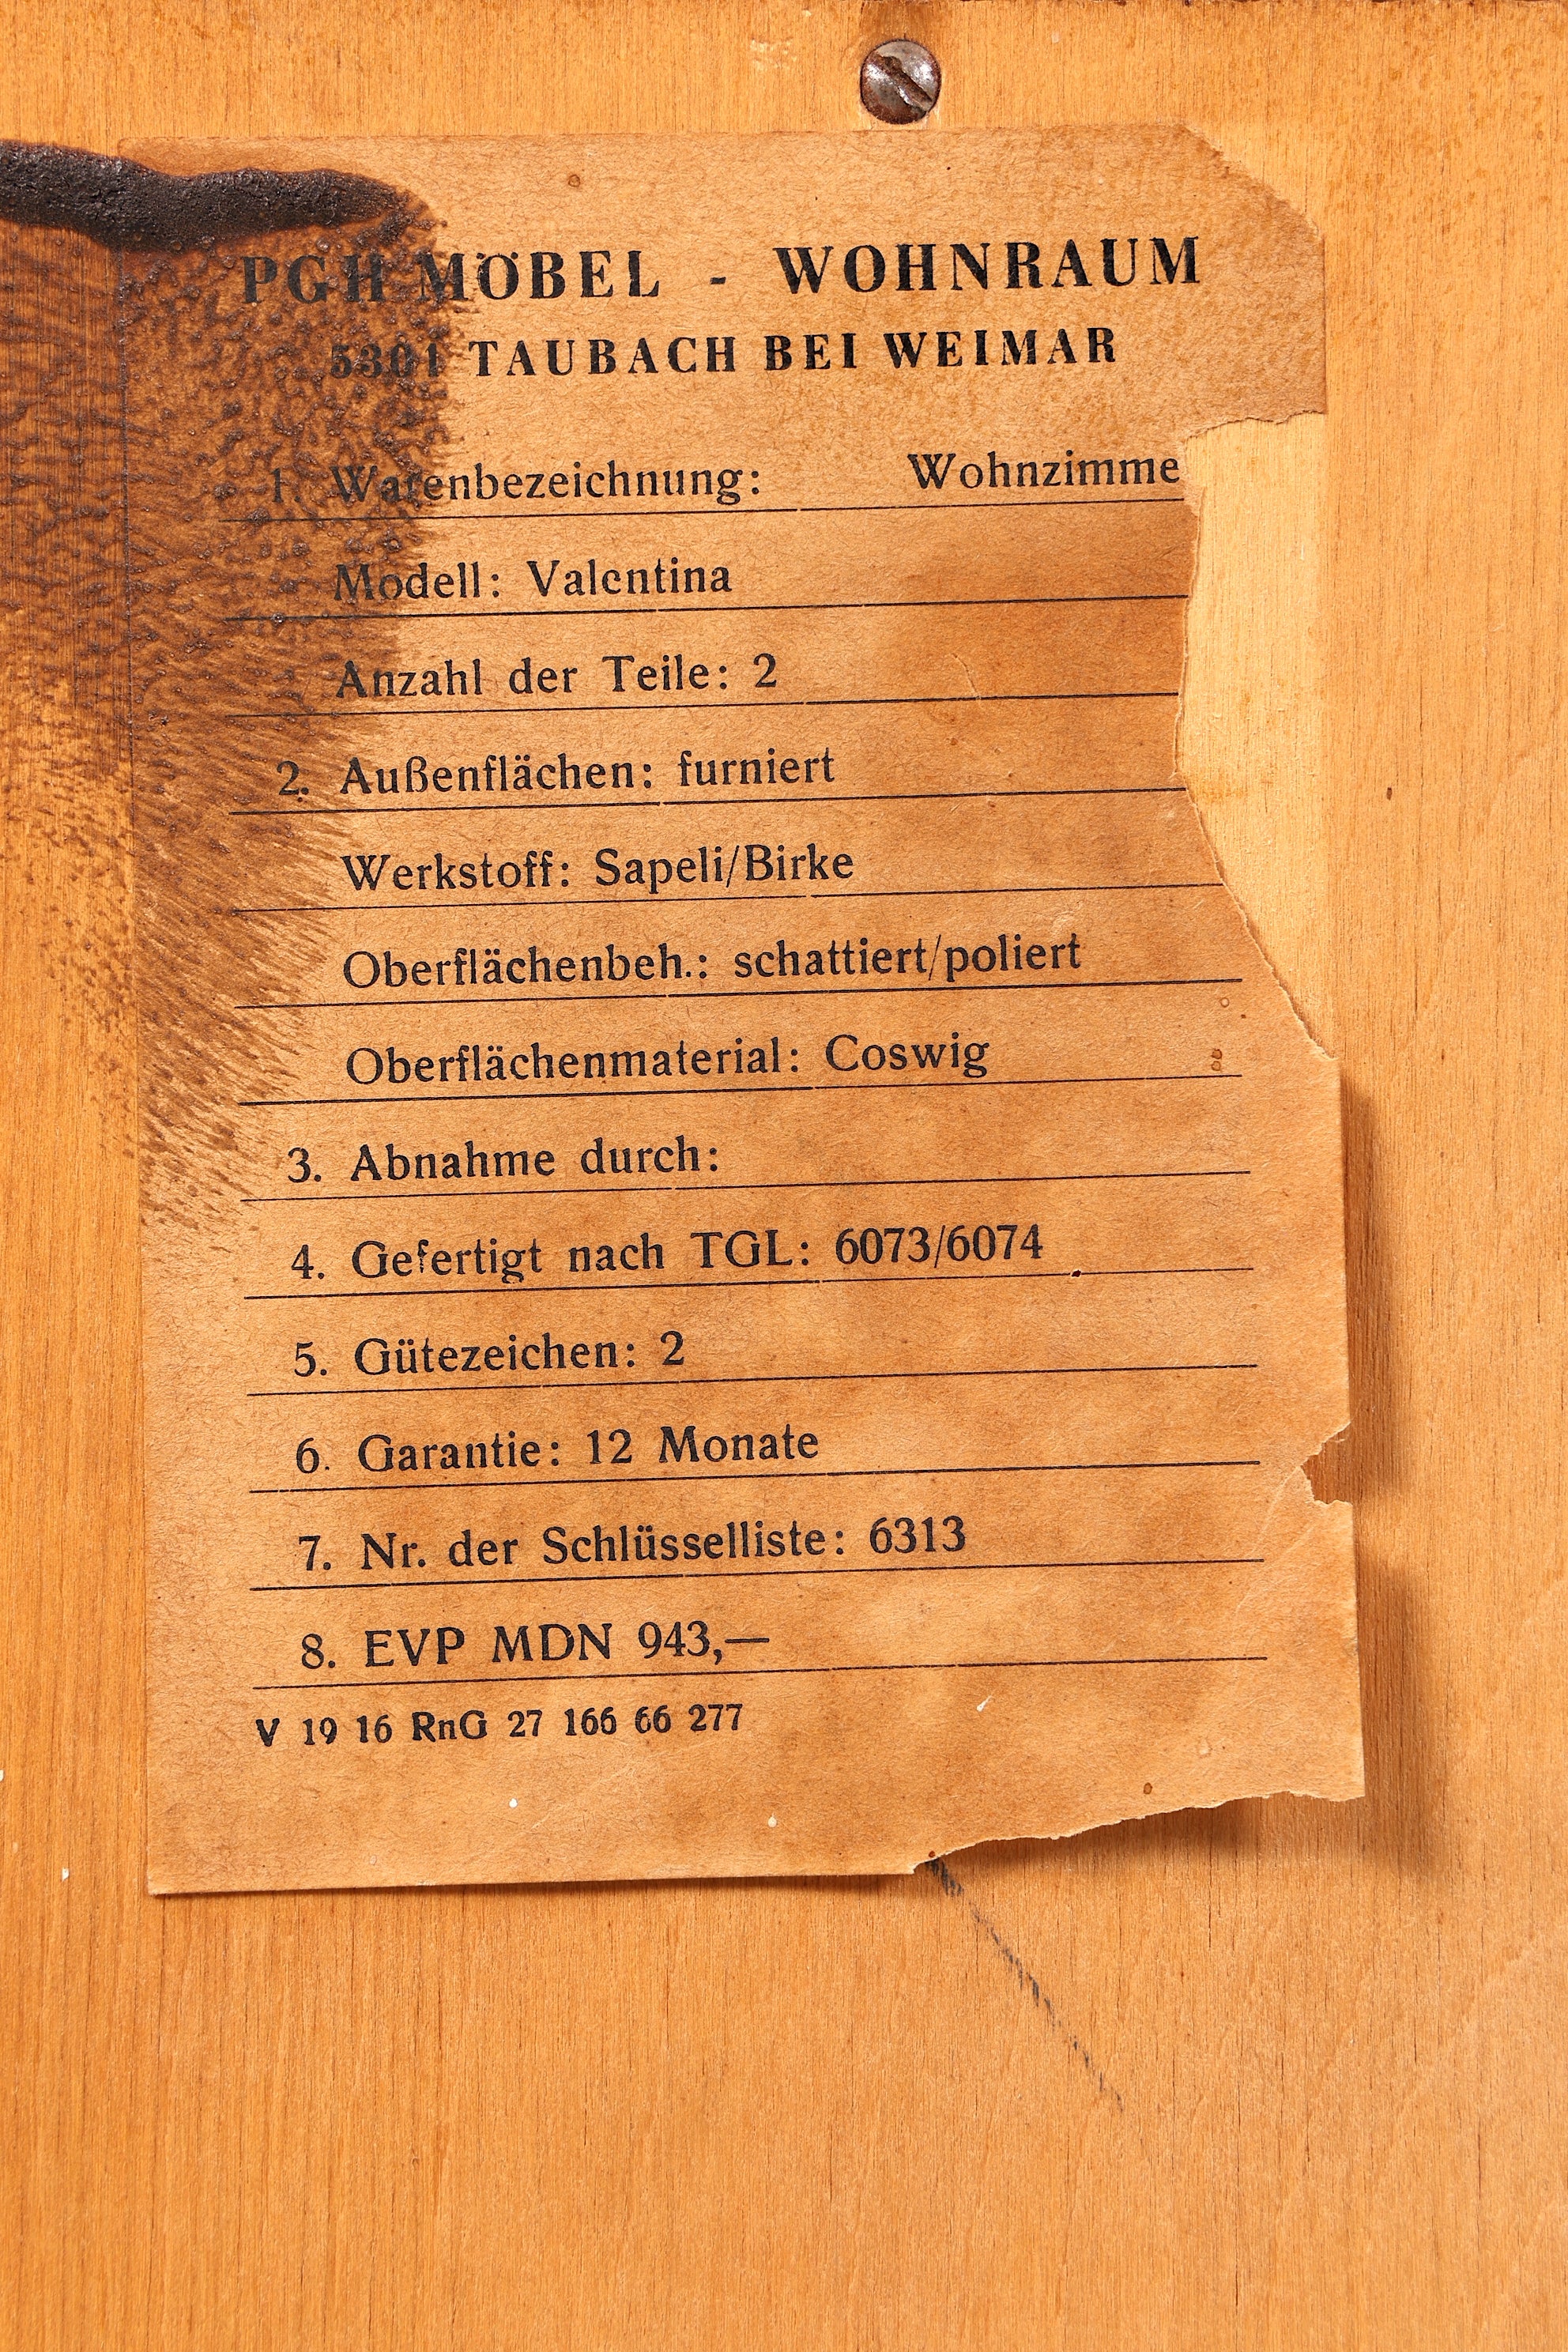 PGH MÖBEL - WOHNRAUM
5301 TAUBACH BEI WEIMAR
1. Warenbezeichnung: Wohnzimme
Modell: Valentina
Anzahl der Teile: 2
2. Außenflächen: furniert
Werkstoff: Sapeli/Birke
Oberflächenbeh.: schattiert/poliert
Oberflächenmaterial: Coswig
3. Abnahme durch:
4. Gefertigt nach TGL: 6073/6074
5. Gütezeichen: 2
6. Garantie: 12 Monate
7. Nr. der Schlüsselliste: 6313
8. EVP MDN 943,—
V 19 16 RnG 27 166 66 277